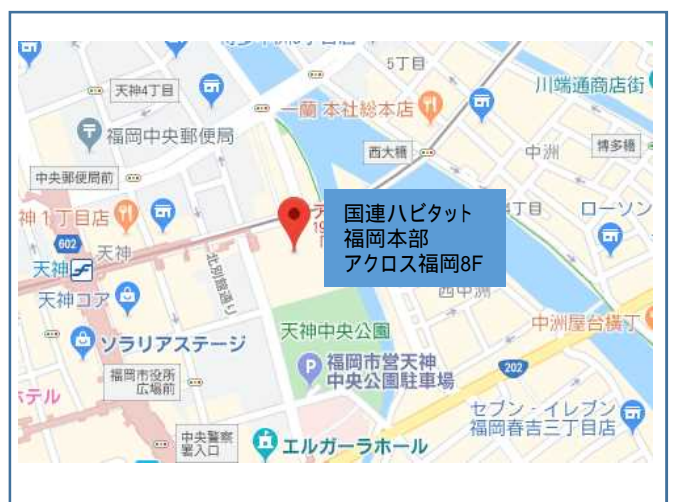 5丁目
川端通商店街
天神4丁目
一蘭 本社総本店
福岡中央郵便局
西大橋
中洲
博多橋
中央郵便局前
神1丁目店
国連ハビタット
福岡本部
アクロス福岡8F
丁目
ローソン
602
天神
天神
北別館通り
天神コア
西中洲
天神中央公園
中洲屋台横丁
ソラリアステージ
福岡市営天神
中央公園駐車場
202
福岡市役所
広場前
ホテル
セブン-イレブン
福岡春吉三丁目店
中央警察
署入口
エルガーラホール